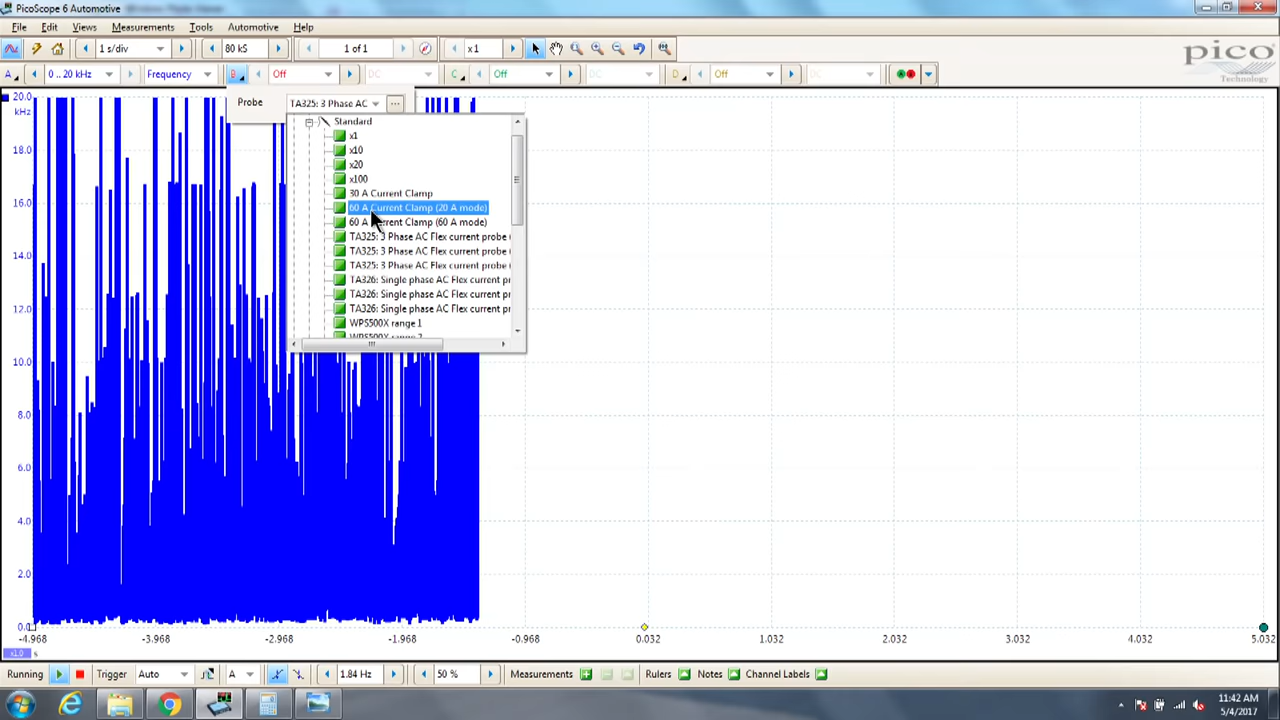 PicoScope 6 Automotive
File Edit Views Measurements Tools Automotive Help
1 s/div 80 kS 1 of 1 x1
pico
Technology
A 0 .. 20 kHz Frequency B Off DC C Off DC D Off DC
Probe TA325: 3 Phase AC
20.0
kHz
18.0
16.0
14.0
12.0
10.0
8.0
6.0
4.0
2.0
0.0
Standard
x1
x10
x20
x100
30 A Current Clamp
60 A Current Clamp (20 A mode)
60 A Current Clamp (60 A mode)
TA325: 3 Phase AC Flex current probe (
TA325: 3 Phase AC Flex current probe (
TA325: 3 Phase AC Flex current probe (
TA326: Single phase AC Flex current pr
TA326: Single phase AC Flex current pr
TA326: Single phase AC Flex current pr
WPS500X range 1
WPS500X range 2
-4.968 -3.968 -2.968 -1.968 -0.968 0.032 1.032 2.032 3.032 4.032 5.032
x1.0 s
Running Trigger Auto A 1.84 Hz 50 % Measurements Rulers Notes Channel Labels
11:42 AM
5/4/2017